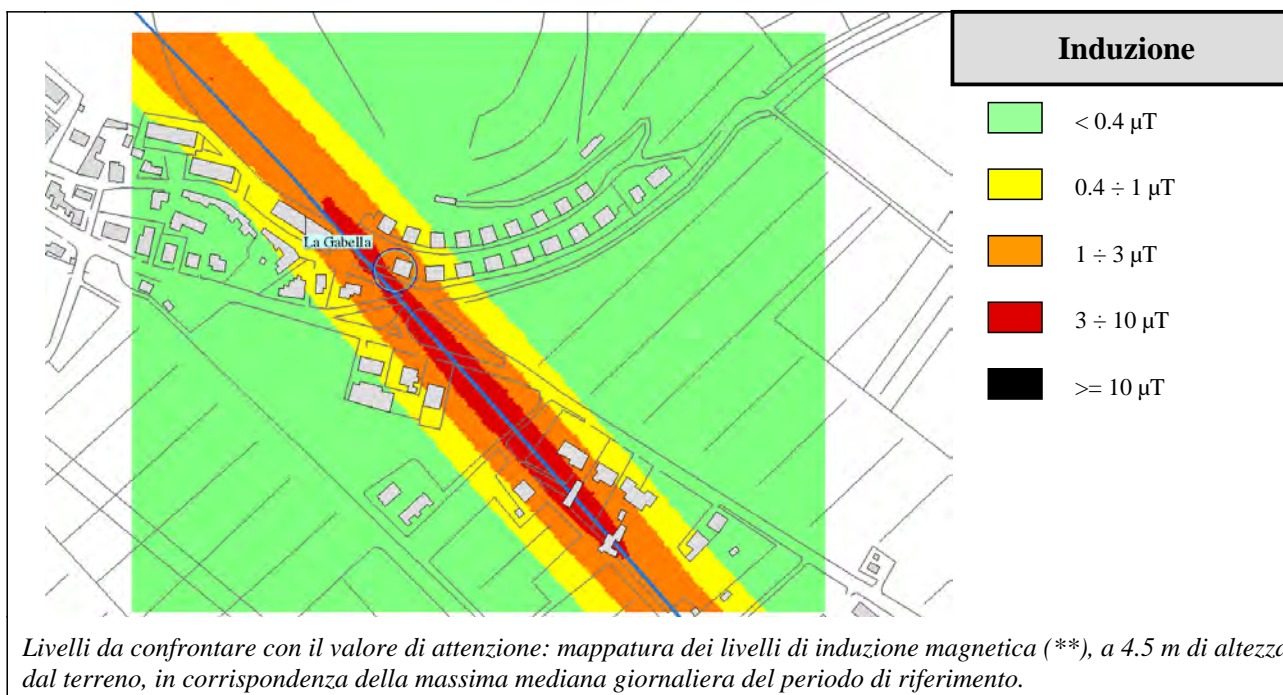 Induzione
< 0.4 µT
0.4 ÷ 1 µT
1 ÷ 3 µT
3 ÷ 10 µT
>= 10 µT
La Gabella
Livelli da confrontare con il valore di attenzione: mappatura dei livelli di induzione magnetica (**), a 4.5 m di altezza
dal terreno, in corrispondenza della massima mediana giornaliera del periodo di riferimento.